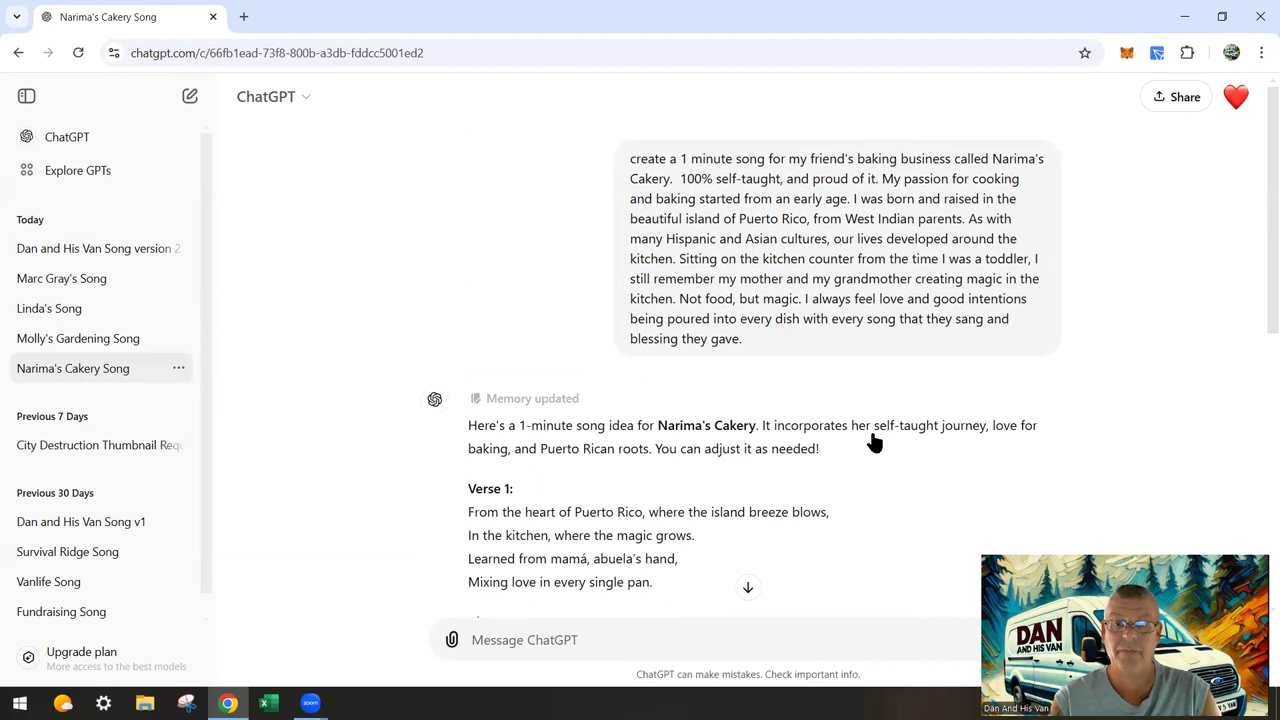 Narima's Cakery Song
chatgpt.com/c/66fb1ead-73f8-800b-a3db-fddcc5001ed2
ChatGPT
Share
ChatGPT
Explore GPTs
Today
Dan and His Van Song version 2
Marc Gray's Song
Linda's Song
Molly's Gardening Song
Narima's Cakery Song
Previous 7 Days
City Destruction Thumbnail Requ
Previous 30 Days
Dan and His Van Song v1
Survival Ridge Song
Vanlife Song
Fundraising Song
Upgrade plan
More access to the best models
create a 1 minute song for my friend's baking business called Narima's
Cakery.  100% self-taught, and proud of it. My passion for cooking
and baking started from an early age. I was born and raised in the
beautiful island of Puerto Rico, from West Indian parents. As with
many Hispanic and Asian cultures, our lives developed around the
kitchen. Sitting on the kitchen counter from the time I was a toddler, I
still remember my mother and my grandmother creating magic in the
kitchen. Not food, but magic. I always feel love and good intentions
being poured into every dish with every song that they sang and
blessing they gave.
Memory updated
Here's a 1-minute song idea for Narima's Cakery. It incorporates her self-taught journey, love for
baking, and Puerto Rican roots. You can adjust it as needed!
Verse 1:
From the heart of Puerto Rico, where the island breeze blows,
In the kitchen, where the magic grows.
Learned from mamá, abuela's hand,
Mixing love in every single pan.
Message ChatGPT
ChatGPT can make mistakes. Check important info.
DAN
AND HIS VAN
Dan And His Van
zoom